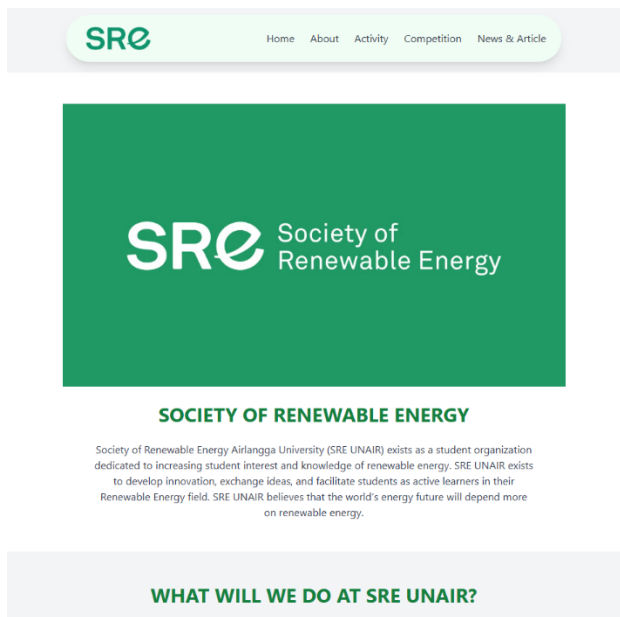 SRE
Home About Activity Competition News & Article
SRE Society of
Renewable Energy
SOCIETY OF RENEWABLE ENERGY
Society of Renewable Energy Airlangga University (SRE UNAIR) exists as a student organization
dedicated to increasing student interest and knowledge of renewable energy. SRE UNAIR exists
to develop innovation, exchange ideas, and facilitate students as active learners in their
Renewable Energy field. SRE UNAIR believes that the world's energy future will depend more
on renewable energy.
WHAT WILL WE DO AT SRE UNAIR?